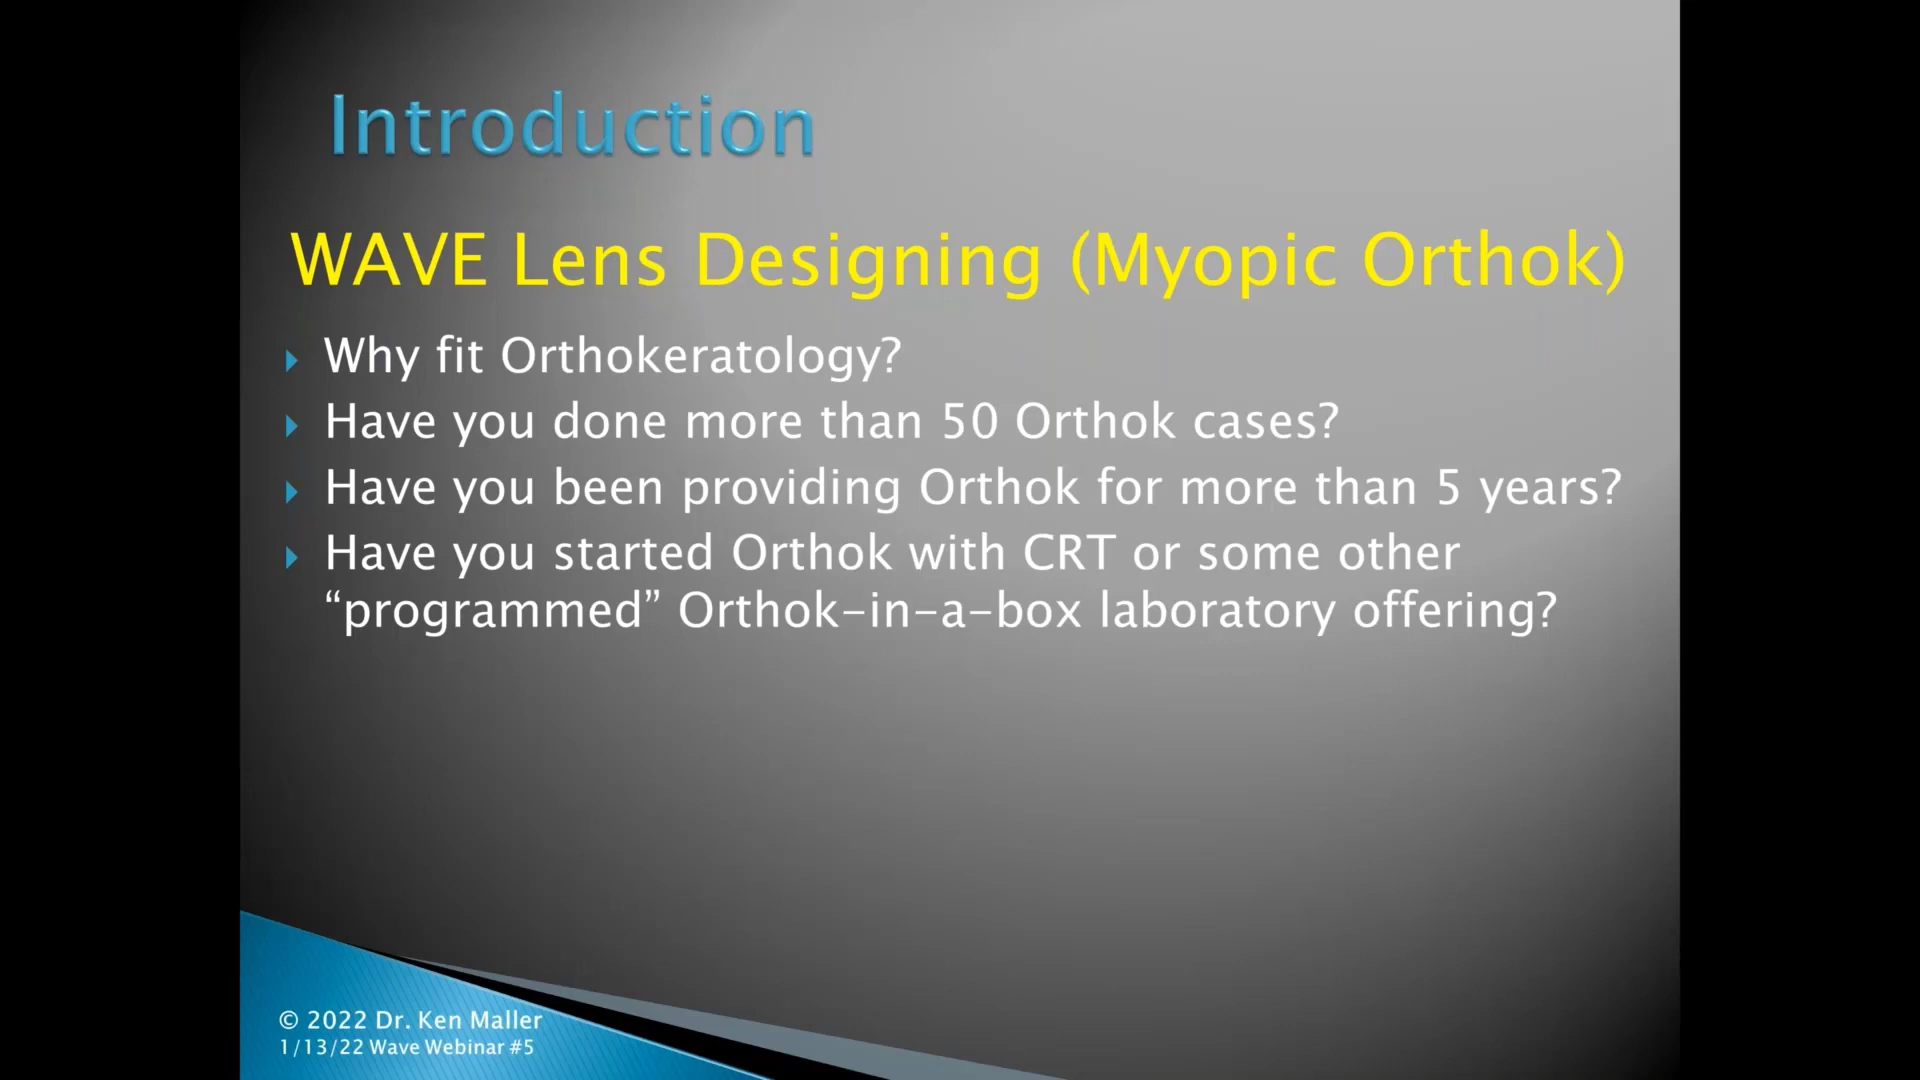 Introduction
WAVE Lens Designing (Myopic Orthok)
Why fit Orthokeratology?
Have you done more than 50 Orthok cases?
Have you been providing Orthok for more than 5 years?
Have you started Orthok with CRT or some other
“programmed” Orthok-in-a-box laboratory offering?
© 2022 Dr. Ken Maller
1/13/22 Wave Webinar #5